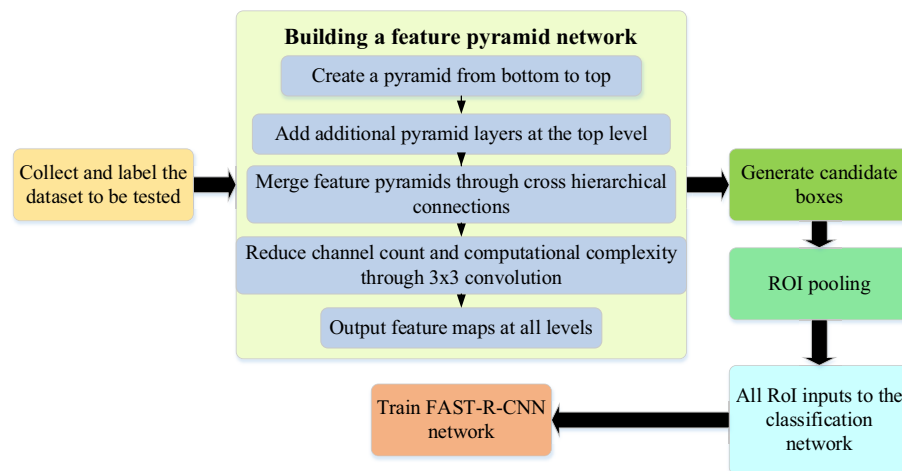 Building a feature pyramid network
Create a pyramid from bottom to top
Add additional pyramid layers at the top level
Merge feature pyramids through cross hierarchical
connections
Reduce channel count and computational complexity
through 3x3 convolution
Output feature maps at all levels
Collect and label the
dataset to be tested
Generate candidate
boxes
ROI pooling
All RoI inputs to the
classification
network
Train FAST-R-CNN
network